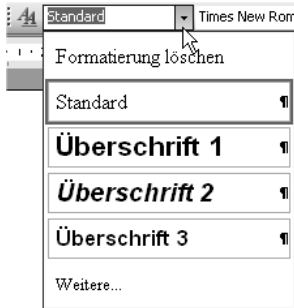 Standard Times New Rom
Formatierung löschen
Standard ¶
Überschrift 1 ¶
Überschrift 2 ¶
Überschrift 3 ¶
Weitere...